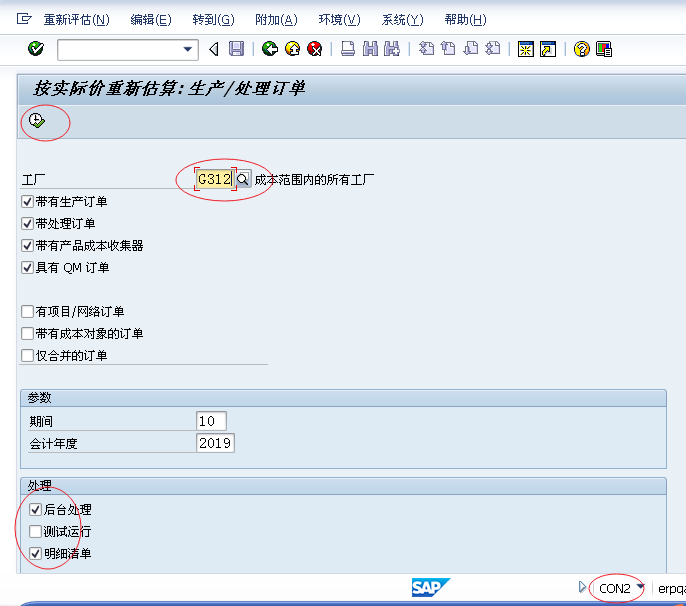 重新评估(N) 编辑(E) 转到(G) 附加(A) 环境(V) 系统(Y) 帮助(H)
按实际价重新估算:生产/处理订单
工厂 G312 成本范围内的所有工厂
带有生产订单
带处理订单
带有产品成本收集器
具有 QM 订单
有项目/网络订单
带有成本对象的订单
仅合并的订单
参数
期间 10
会计年度 2019
处理
后台处理
测试运行
明细清单
SAP CON2 erpqa